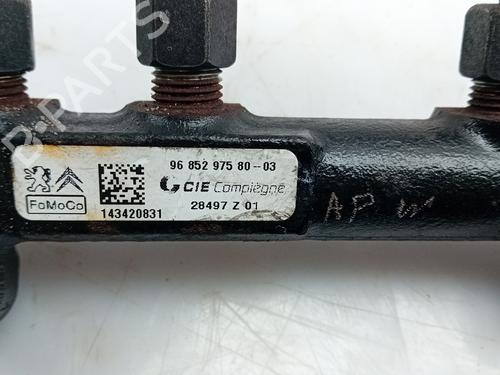 96 852 975 80--03
CIE Compiègne
FoMoCo
143420831
28497 Z 01
AP W
B-PARTS